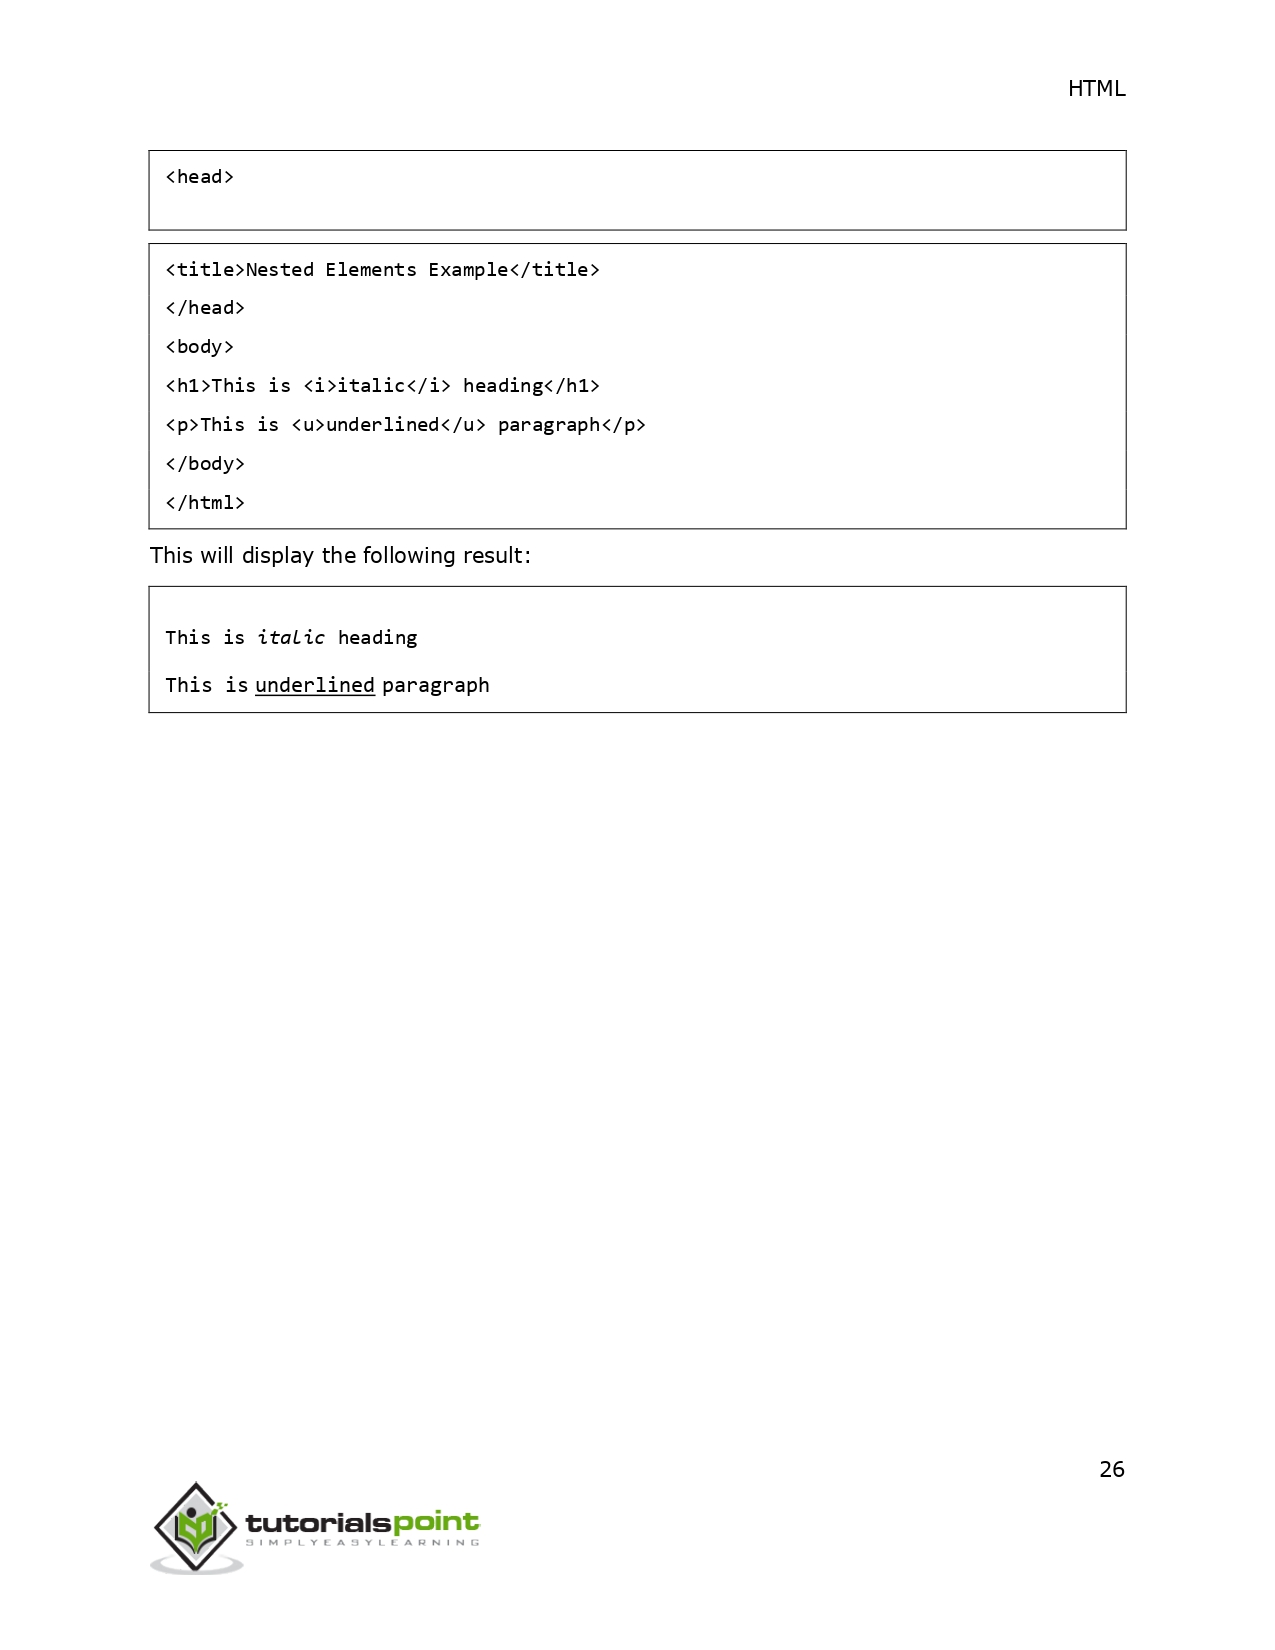 HTML
<head>
<title>Nested Elements Example</title>
</head>
<body>
<h1>This is <i>italic</i> heading</h1>
<p>This is <u>underlined</u> paragraph</p>
</body>
</html>
This will display the following result:
This is italic heading
This is underlined paragraph
26
tutorialspoint
SIMPLYEASYLEARNING